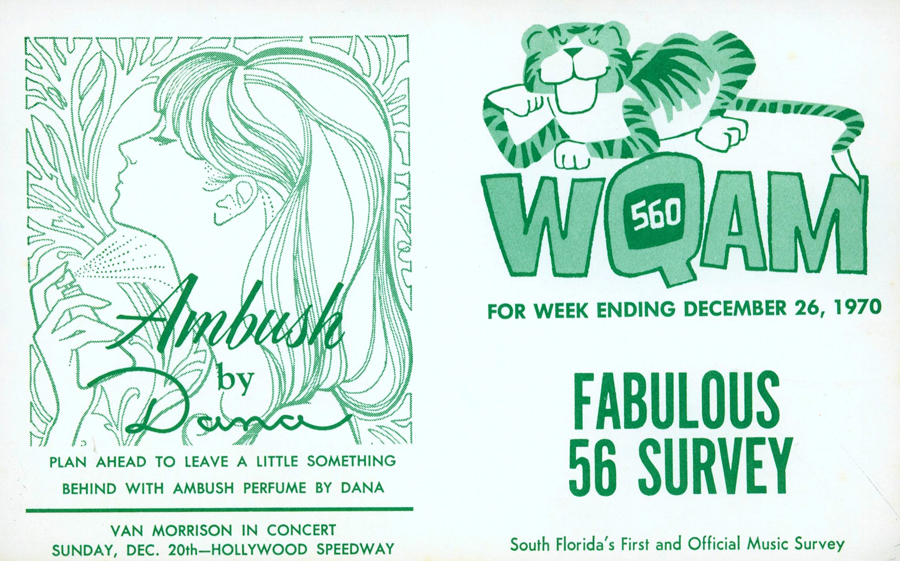 Ambush
by
Dana
PLAN AHEAD TO LEAVE A LITTLE SOMETHING
BEHIND WITH AMBUSH PERFUME BY DANA
VAN MORRISON IN CONCERT
SUNDAY, DEC. 20th—HOLLYWOOD SPEEDWAY
WQAM
560
FOR WEEK ENDING DECEMBER 26, 1970
FABULOUS
56 SURVEY
South Florida's First and Official Music Survey